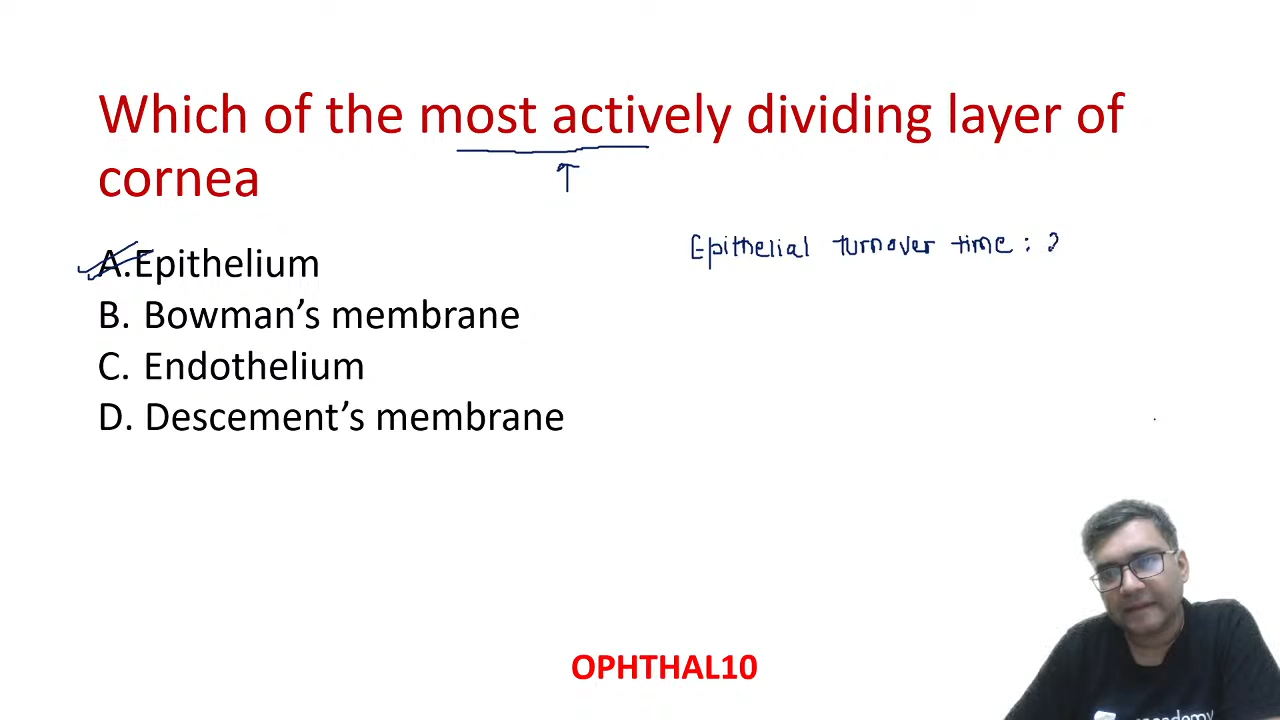 Which of the most actively dividing layer of
cornea
A.Epithelium
Epithelial turnover time :
B. Bowman’s membrane
C. Endothelium
D. Descement’s membrane
OPHTHAL10